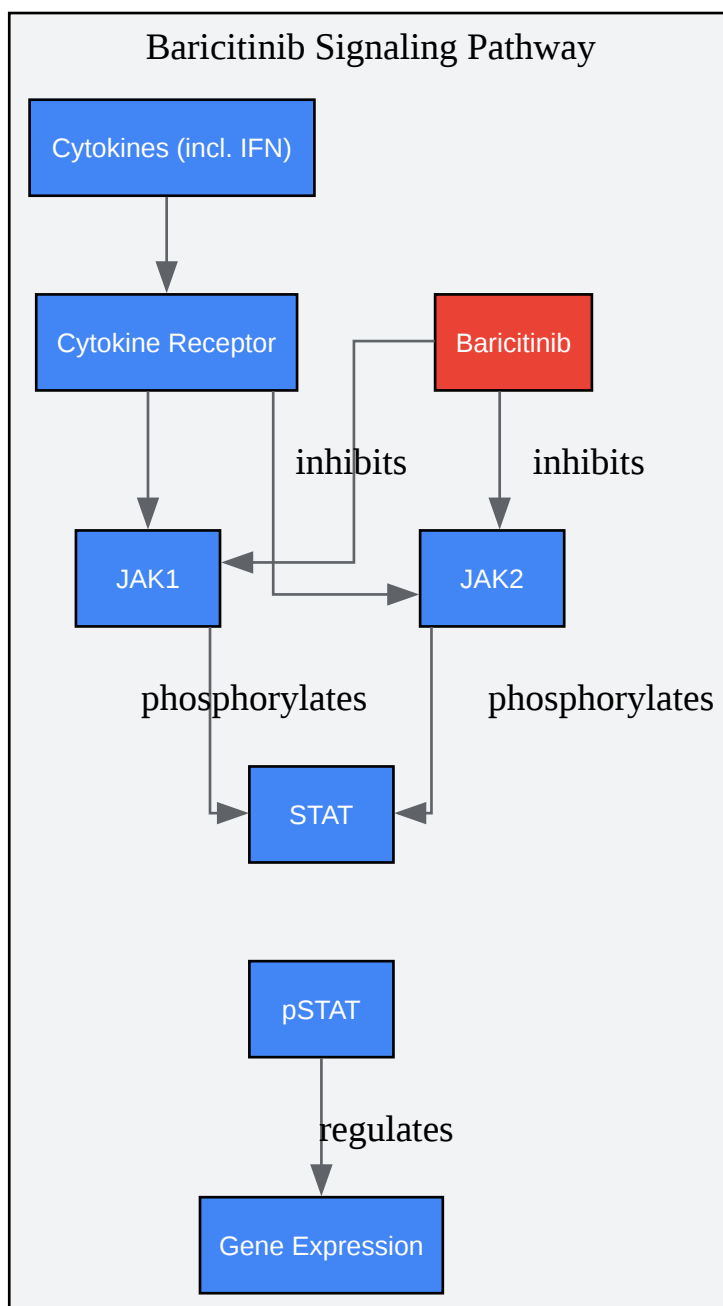 Baricitinib Signaling Pathway
Cytokines (incl. IFN)
Cytokine Receptor
Baricitinib
inhibits
inhibits
JAK1
JAK2
phosphorylates
phosphorylates
STAT
pSTAT
regulates
Gene Expression